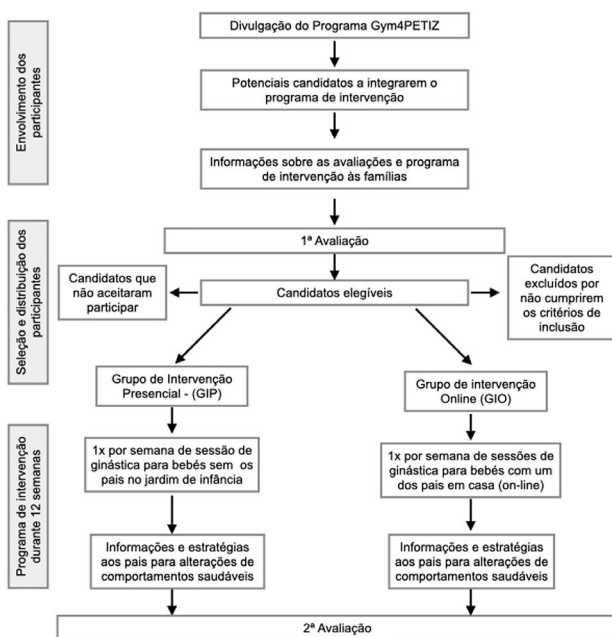 Envolvimento dos
participantes
Divulgação do Programa Gym4PETIZ
Potenciais candidatos a integrarem o
programa de intervenção
Informações sobre as avaliações e programa
de intervenção às famílias
Seleção e distribuição dos
participantes
1ª Avaliação
Candidatos que
não aceitaram
participar
Candidatos elegíveis
Candidatos
excluídos por
não cumprirem
os critérios de
inclusão
Grupo de Intervenção
Presencial - (GIP)
Grupo de intervenção
Online (GIO)
Programa de intervenção
durante 12 semanas
1x por semana de sessão de
ginástica para bebés sem os
pais no jardim de infância
1x por semana de sessões de
ginástica para bebés com um
dos pais em casa (on-line)
Informações e estratégias
aos pais para alterações de
comportamentos saudáveis
Informações e estratégias
aos pais para alterações de
comportamentos saudáveis
2ª Avaliação